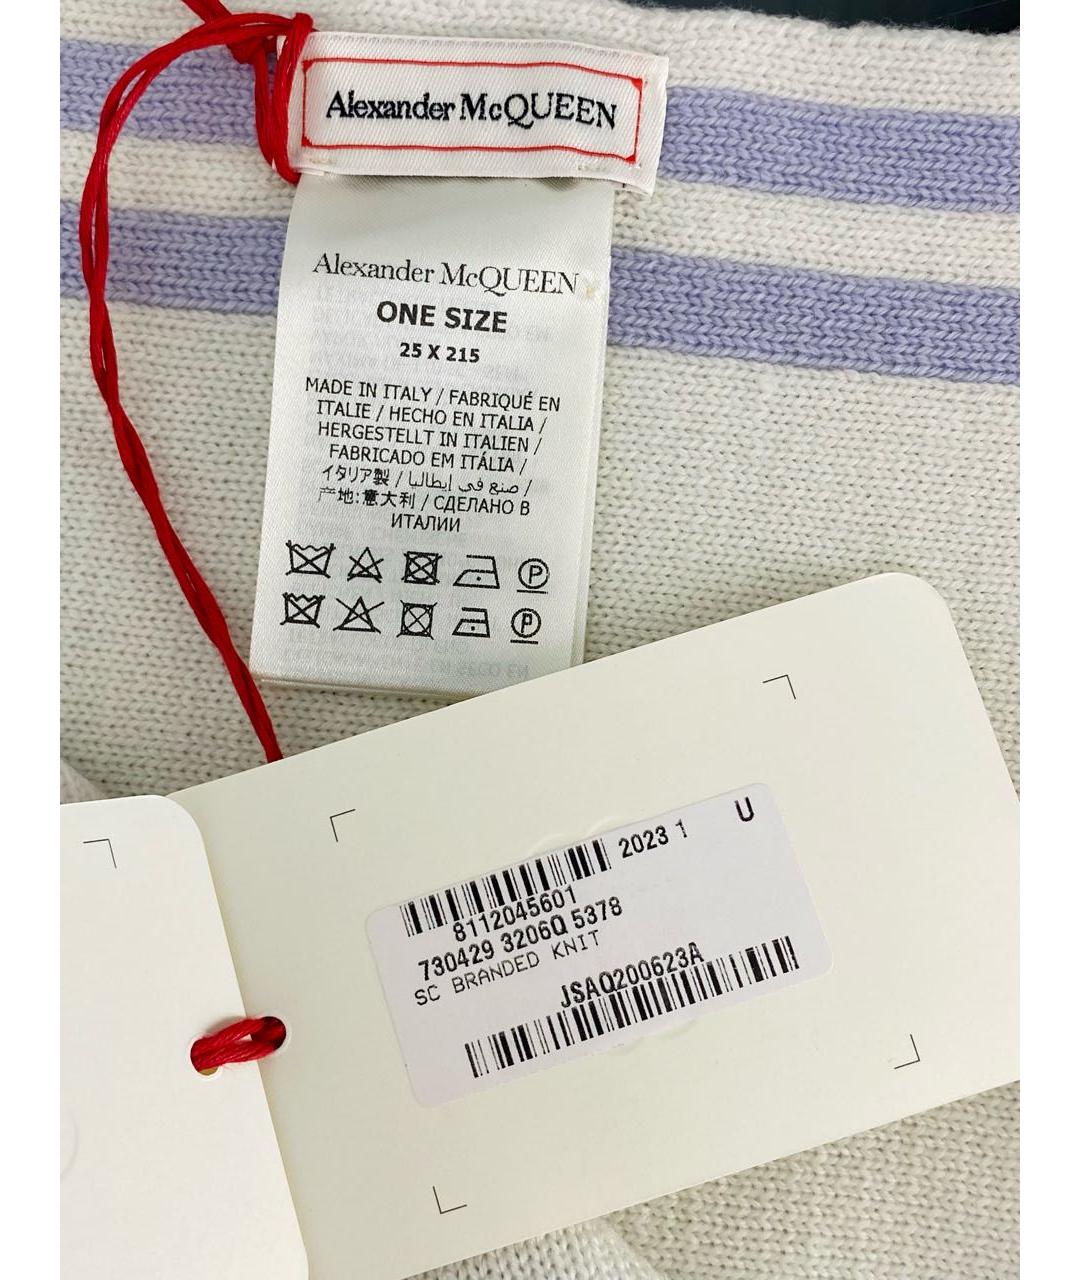 Alexander McQUEEN
Alexander McQUEEN
ONE SIZE
25 X 215
MADE IN ITALY / FABRIQUÉ EN
ITALIE / HECHO EN ITALIA /
HERGESTELLT IN ITALIEN /
FABRICADO EM ITÁLIA /
イタリア製 / صنع في إيطاليا /
产地:意大利 / СДЕЛАНО В
ИТАЛИИ
P
P
2023 1 U
8112045601
730429 3206Q 5378
SC BRANDED KNIT
JSAQ200623A